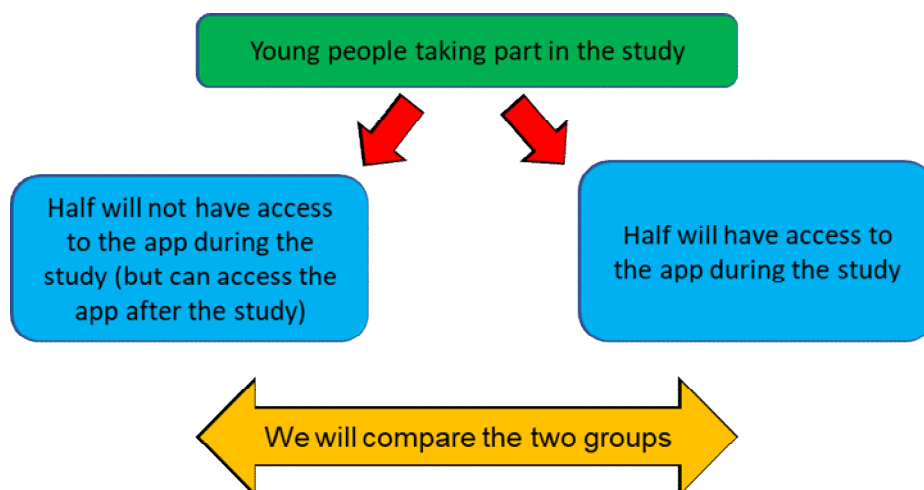 Young people taking part in the study
Half will not have access
to the app during the
study (but can access the
app after the study)
Half will have access to
the app during the study
We will compare the two groups